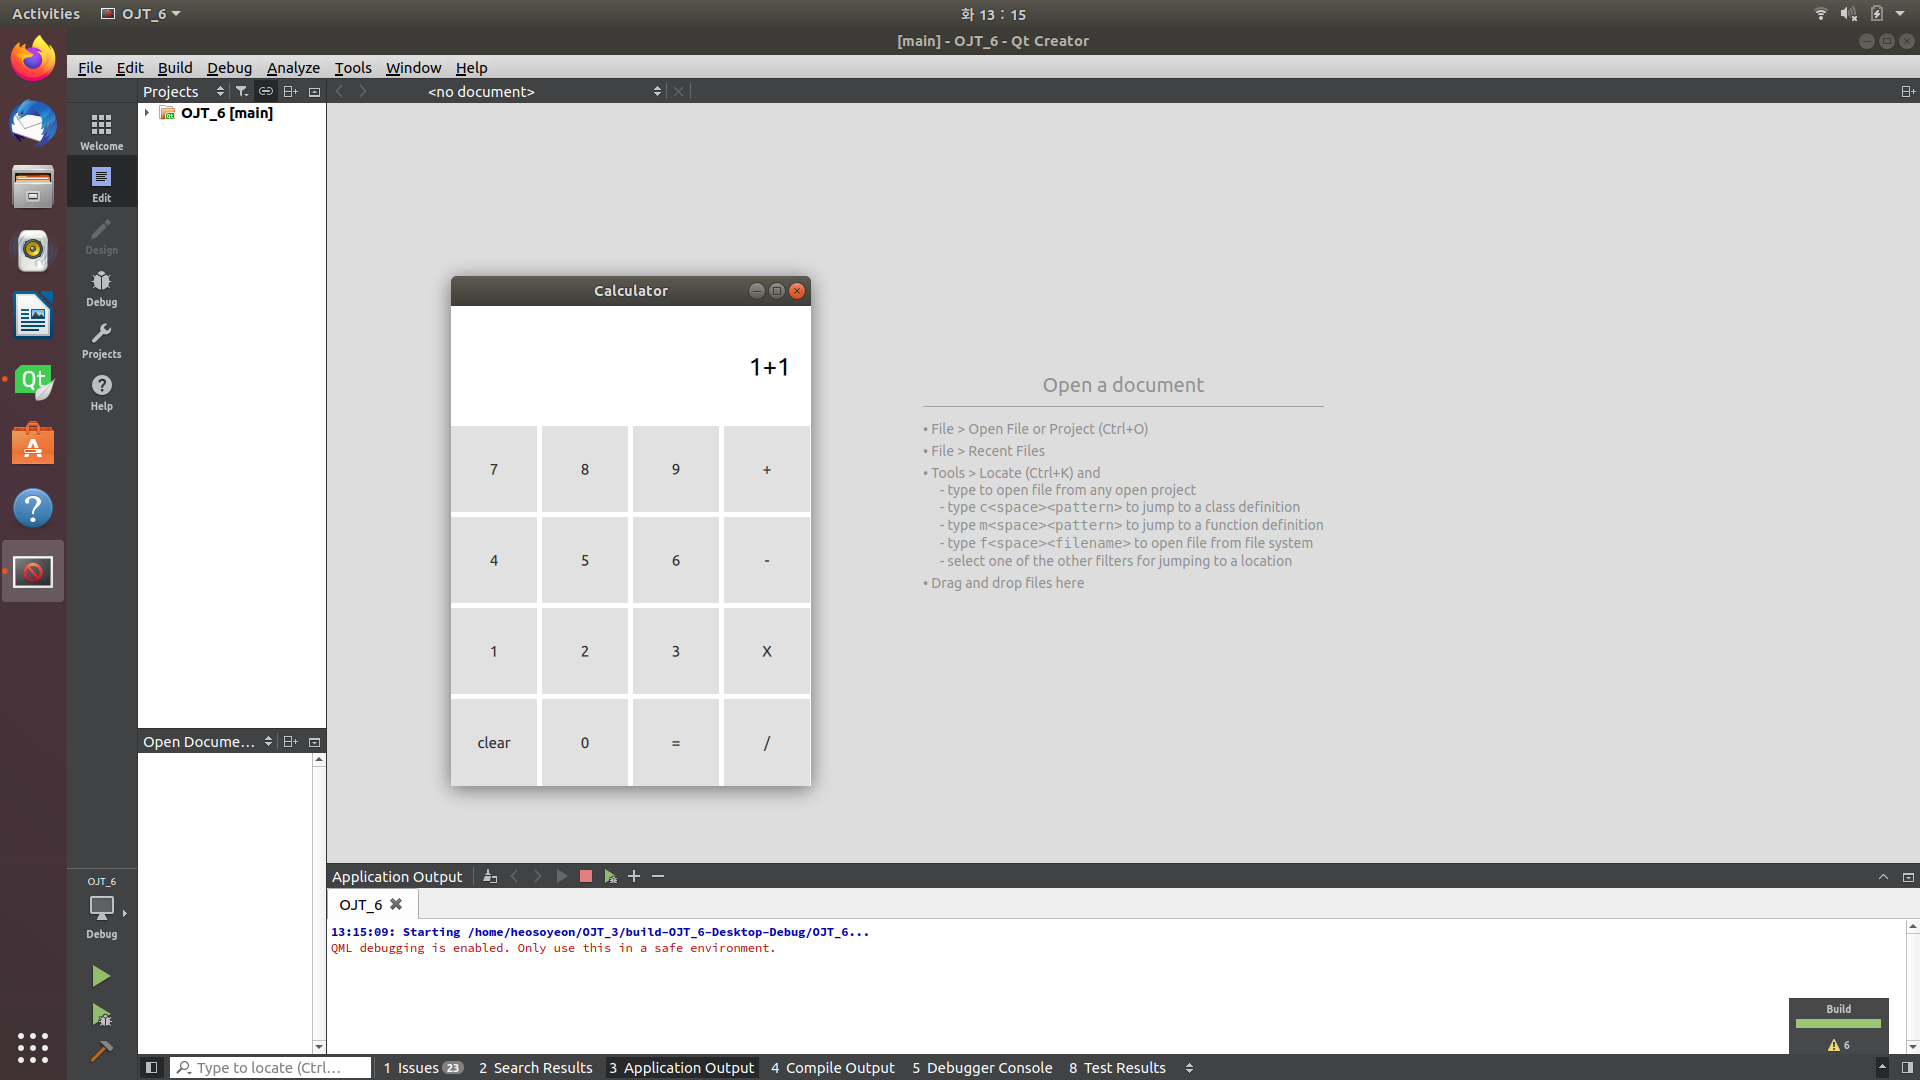 Activities
OJT_6
화 13 : 15
[main] - OJT_6 - Qt Creator
File Edit Build Debug Analyze Tools Window Help
Projects
<no document>
OJT_6 [main]
Welcome
Edit
Design
Debug
Projects
Help
Qt
Calculator
1+1
7 8 9 +
4 5 6 -
1 2 3 X
clear 0 = /
Open a document
• File > Open File or Project (Ctrl+O)
• File > Recent Files
• Tools > Locate (Ctrl+K) and
- type to open file from any open project
- type c<space><pattern> to jump to a class definition
- type m<space><pattern> to jump to a function definition
- type f<space><filename> to open file from file system
- select one of the other filters for jumping to a location
• Drag and drop files here
Open Docume...
OJT_6
Debug
Application Output
OJT_6
13:15:09: Starting /home/heosoyeon/OJT_3/build-OJT_6-Desktop-Debug/OJT_6...
QML debugging is enabled. Only use this in a safe environment.
Build
6
Type to locate (Ctrl...
1 Issues 23
2 Search Results
3 Application Output
4 Compile Output
5 Debugger Console
8 Test Results